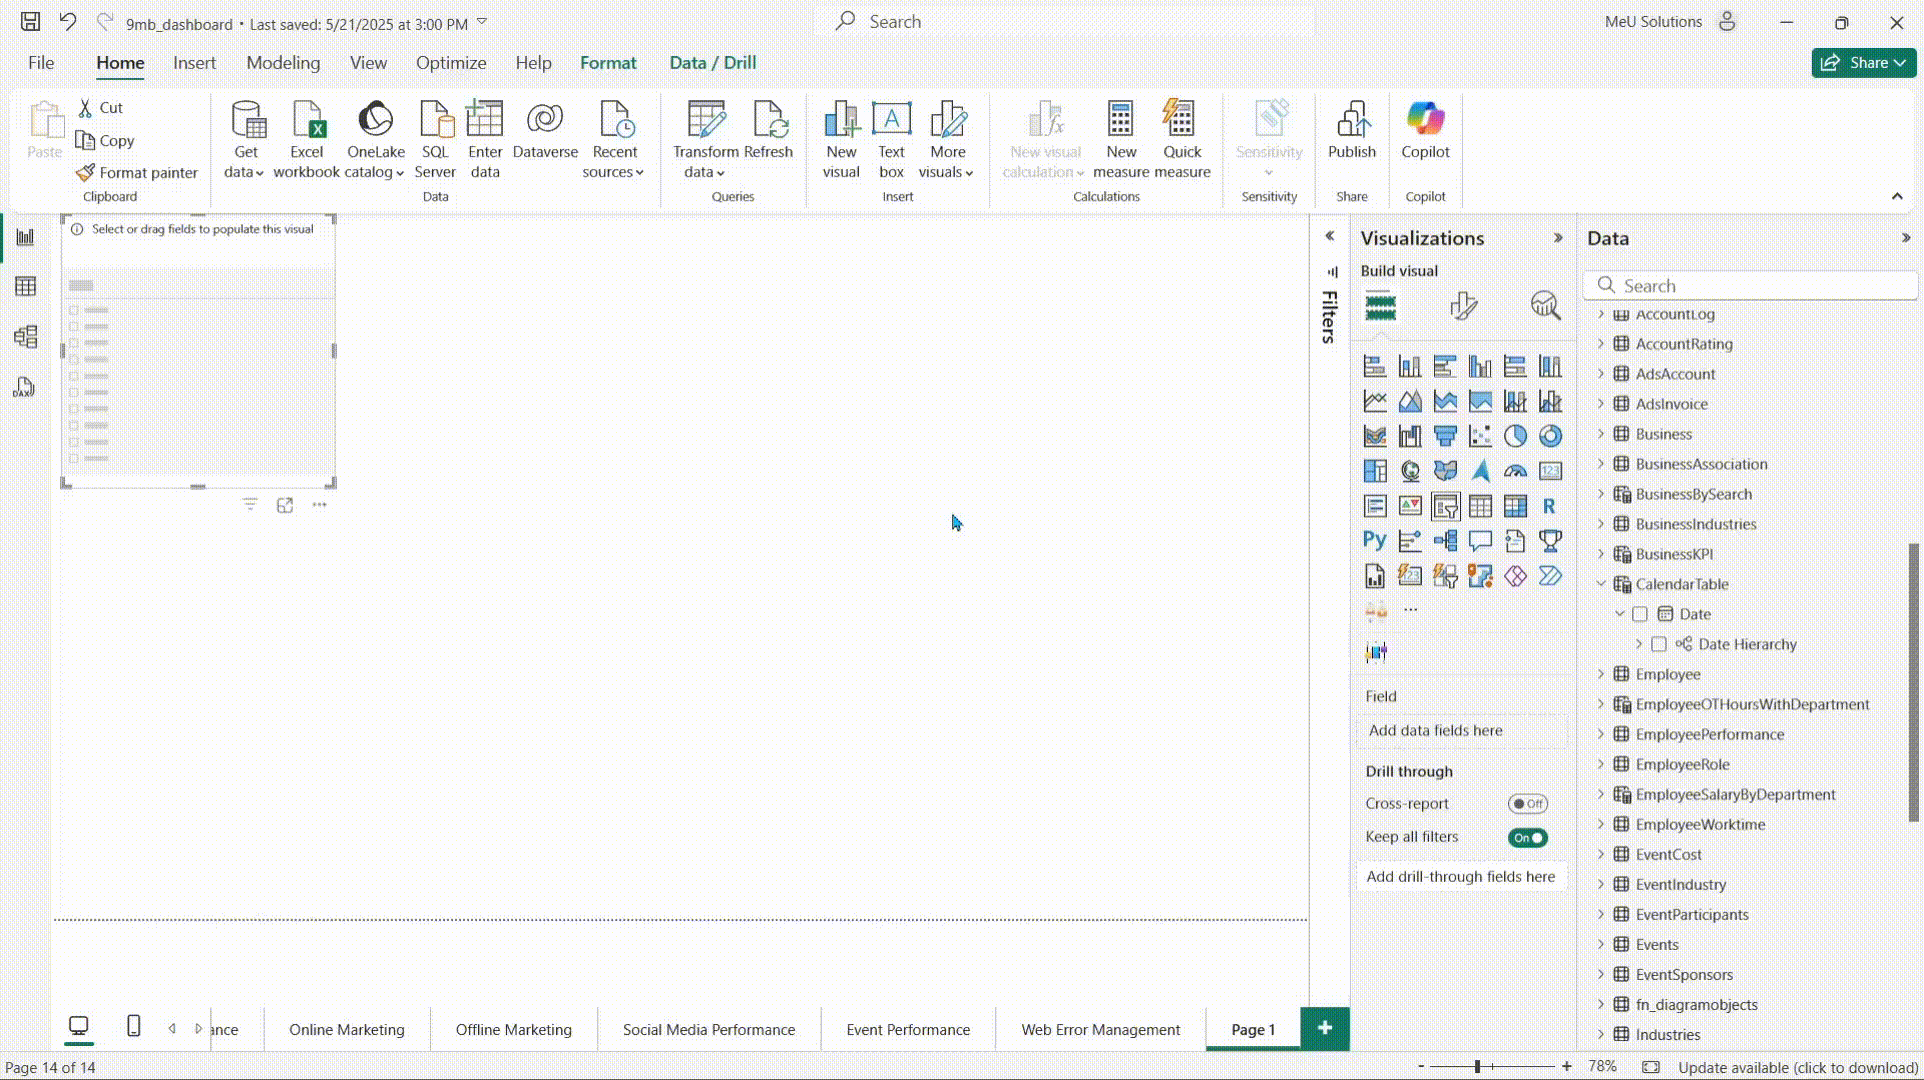 9mb_dashboard • Last saved: 5/21/2025 at 3:00 PM
Search
MeU Solutions
File
Home
Insert
Modeling
View
Optimize
Help
Format
Data / Drill
Share
Paste
Cut
Copy
Format painter
Clipboard
Get data
Excel workbook
OneLake catalog
SQL Server
Enter data
Dataverse
Recent sources
Data
Transform data
Refresh
Queries
New visual
Text box
More visuals
Insert
New visual calculation
New measure
Quick measure
Calculations
Sensitivity
Sensitivity
Publish
Share
Copilot
Copilot
Select or drag fields to populate this visual
DAX
Filters
Visualizations
Build visual
123
R
Py
123
Field
Add data fields here
Drill through
Cross-report
Off
Keep all filters
On
Add drill-through fields here
Data
Search
AccountLog
AccountRating
AdsAccount
AdsInvoice
Business
BusinessAssociation
BusinessBySearch
BusinessIndustries
BusinessKPI
CalendarTable
Date
Date Hierarchy
Employee
EmployeeOTHoursWithDepartment
EmployeePerformance
EmployeeRole
EmployeeSalaryByDepartment
EmployeeWorktime
EventCost
EventIndustry
EventParticipants
Events
EventSponsors
fn_diagramobjects
Industries
ance
Online Marketing
Offline Marketing
Social Media Performance
Event Performance
Web Error Management
Page 1
Page 14 of 14
78%
Update available (click to download)